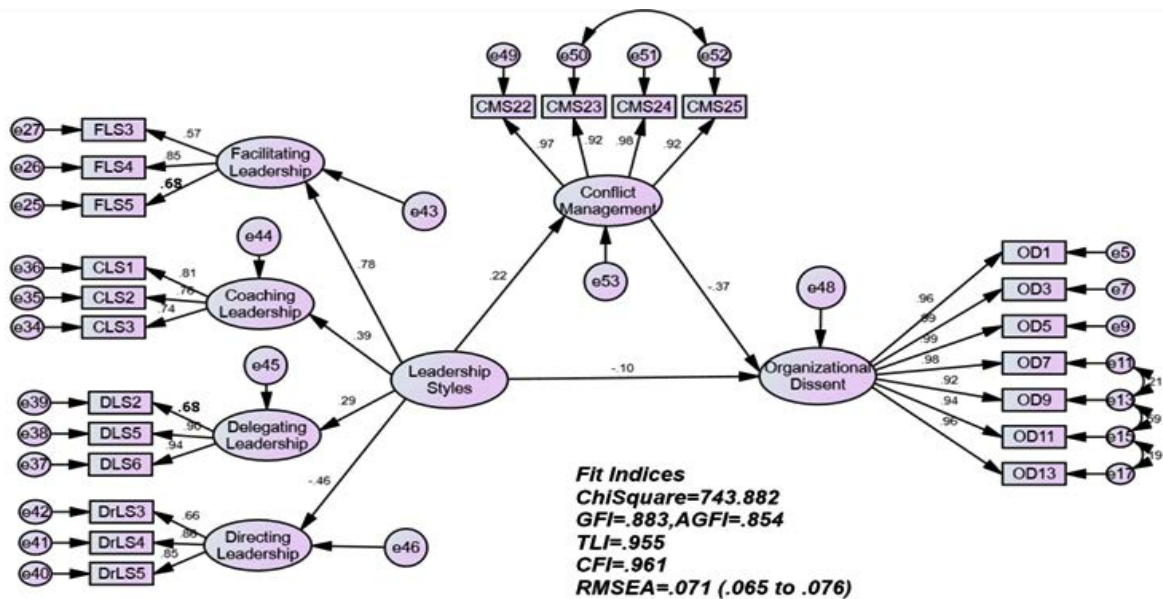 e49
e50
e51
e52
CMS22
CMS23
CMS24
CMS25
.97
.92
.98
.92
Conflict
Management
e53
e27
FLS3
.57
e26
FLS4
.85
e25
FLS5
.68
Facilitating
Leadership
e43
e44
e36
CLS1
.81
e35
CLS2
.76
e34
CLS3
.74
Coaching
Leadership
e45
e39
DLS2
.68
e38
DLS5
.90
e37
DLS6
.94
Delegating
Leadership
e42
DrLS3
.66
e41
DrLS4
e40
DrLS5
.85
Directing
Leadership
e46
.78
.39
.29
-.46
Leadership
Styles
.22
-.37
-.10
e48
Organizational
Dissent
OD1
e5
.96
OD3
e7
OD5
e9
.99
OD7
e11
.98
OD9
e13
.92
OD11
e15
.94
OD13
e17
.96
Fit Indices
ChiSquare=743.882
GFI=.883,AGFI=.854
TLI=.955
CFI=.961
RMSEA=.071 (.065 to .076)